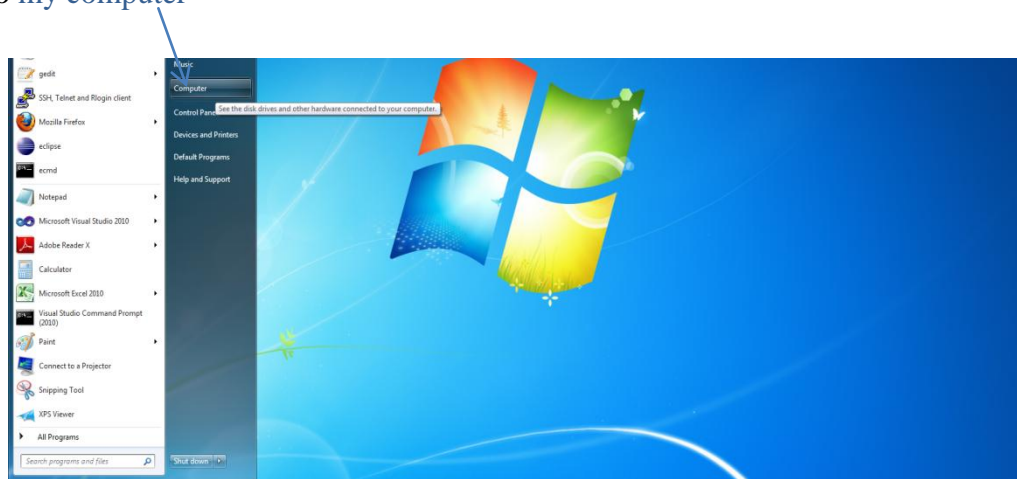 my computer
gedit
SSH, Telnet and Rlogin client
Mozilla Firefox
eclipse
ecmd
Notepad
Microsoft Visual Studio 2010
Adobe Reader X
Calculator
Microsoft Excel 2010
Visual Studio Command Prompt
(2010)
Paint
Connect to a Projector
Snipping Tool
XPS Viewer
All Programs
Search programs and files
Music
Computer
See the disk drives and other hardware connected to your computer.
Control Pane
Devices and Printers
Default Programs
Help and Support
Shut down